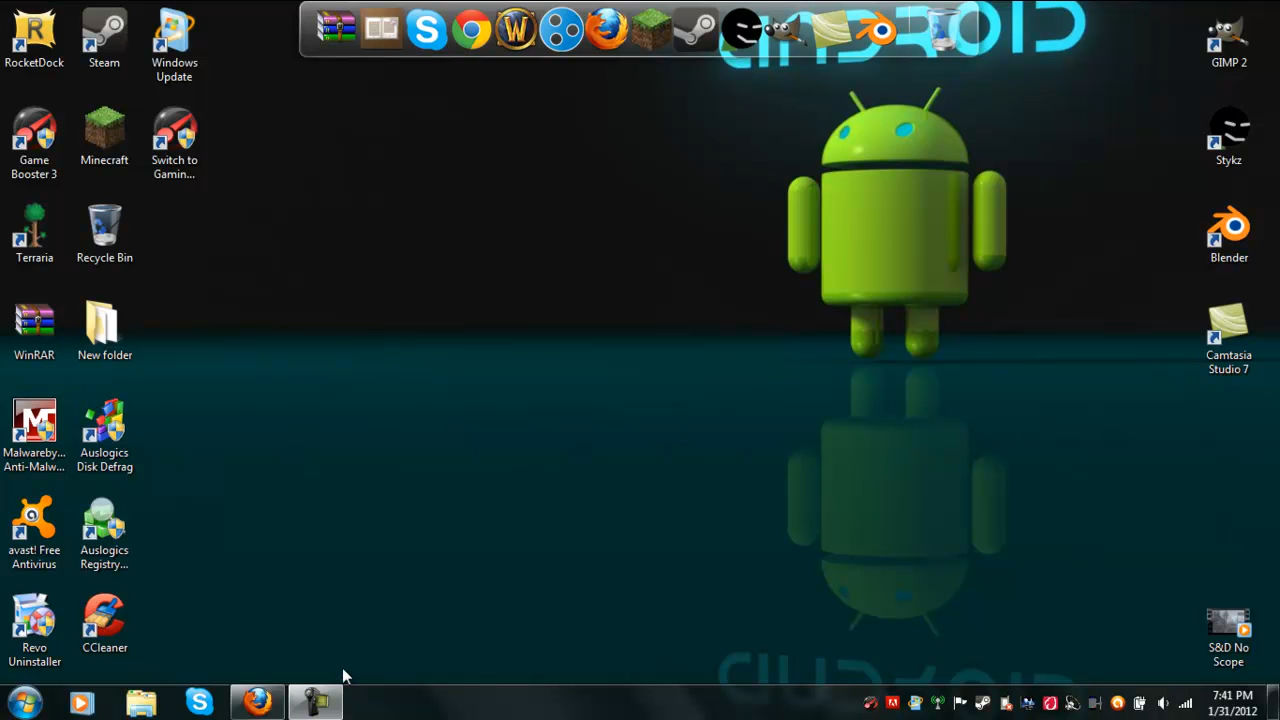 ANDROID
RocketDock
Steam
Windows
Update
GIMP 2
Game
Booster 3
Minecraft
Switch to
Gamin...
Stykz
Terraria
Recycle Bin
Blender
WinRAR
New folder
Camtasia
Studio 7
Malwareby...
Anti-Malw...
Auslogics
Disk Defrag
avast! Free
Antivirus
Auslogics
Registry...
Revo
Uninstaller
CCleaner
S&D No
Scope
7:41 PM
1/31/2012